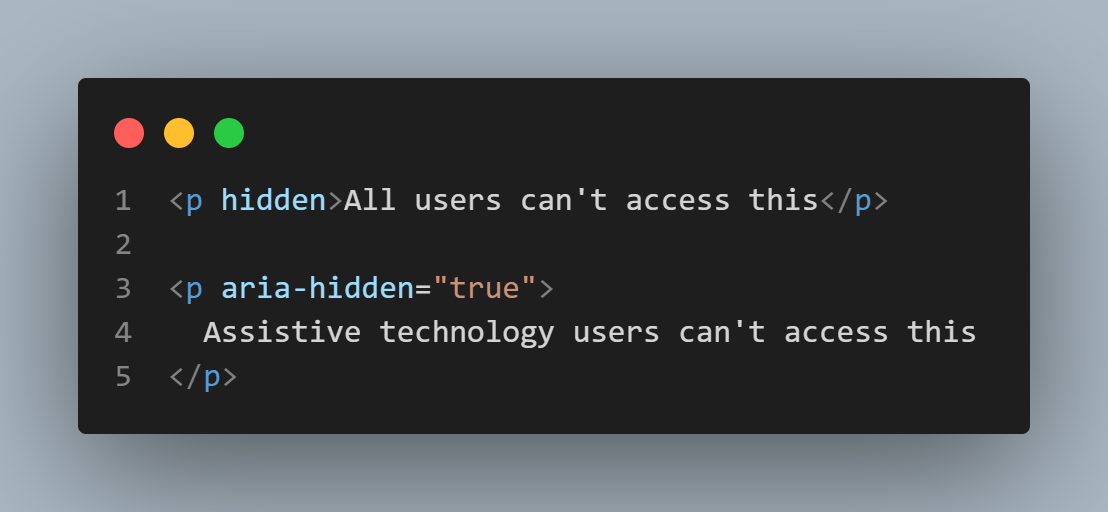 1 <p hidden>All users can't access this</p>
2
3 <p aria-hidden="true">
4 Assistive technology users can't access this
5 </p>